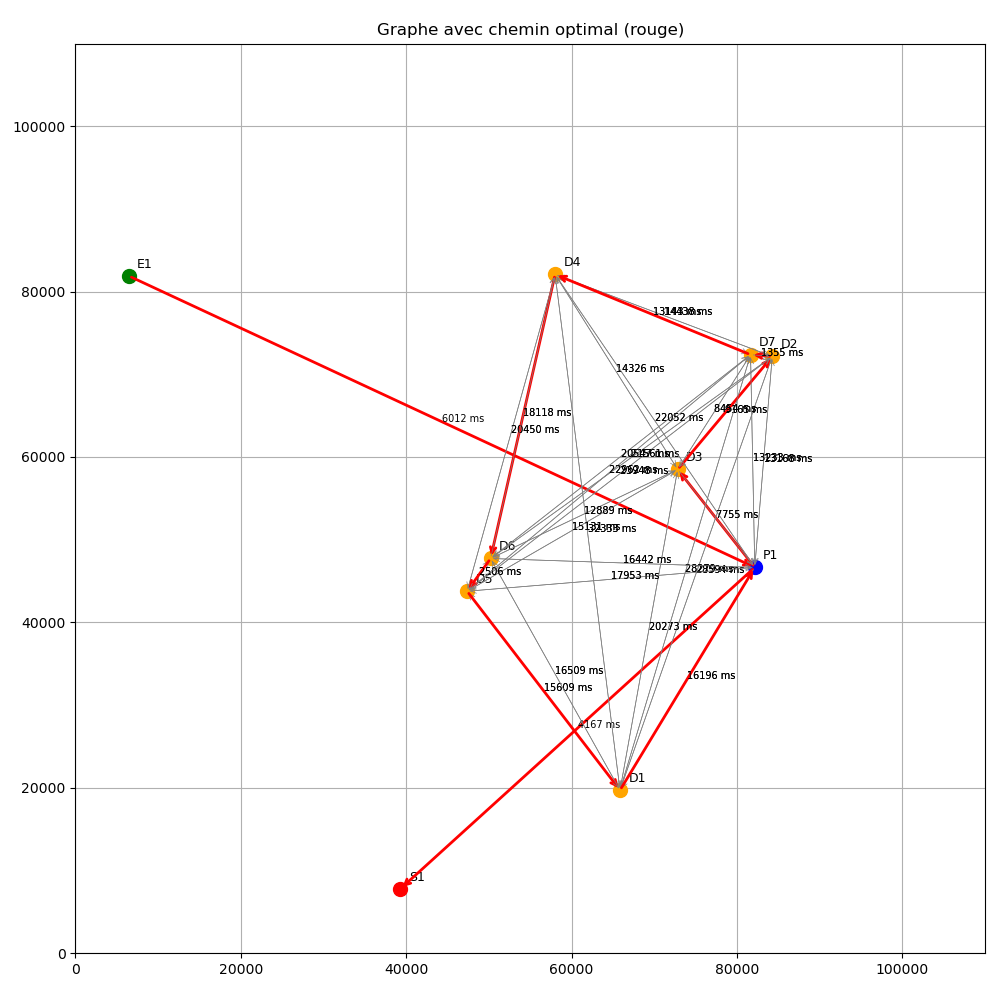 Graphe avec chemin optimal (rouge)
100000
80000
60000
40000
20000
0
0
20000
40000
60000
80000
100000
E1
D4
D7
D2
1355 ms
14326 ms
6012 ms
18118 ms
20450 ms
22052 ms
D3
12889 ms
7755 ms
D6
P1
16442 ms
17953 ms
2506 ms
D5
20273 ms
16509 ms
15609 ms
16196 ms
4167 ms
D1
S1